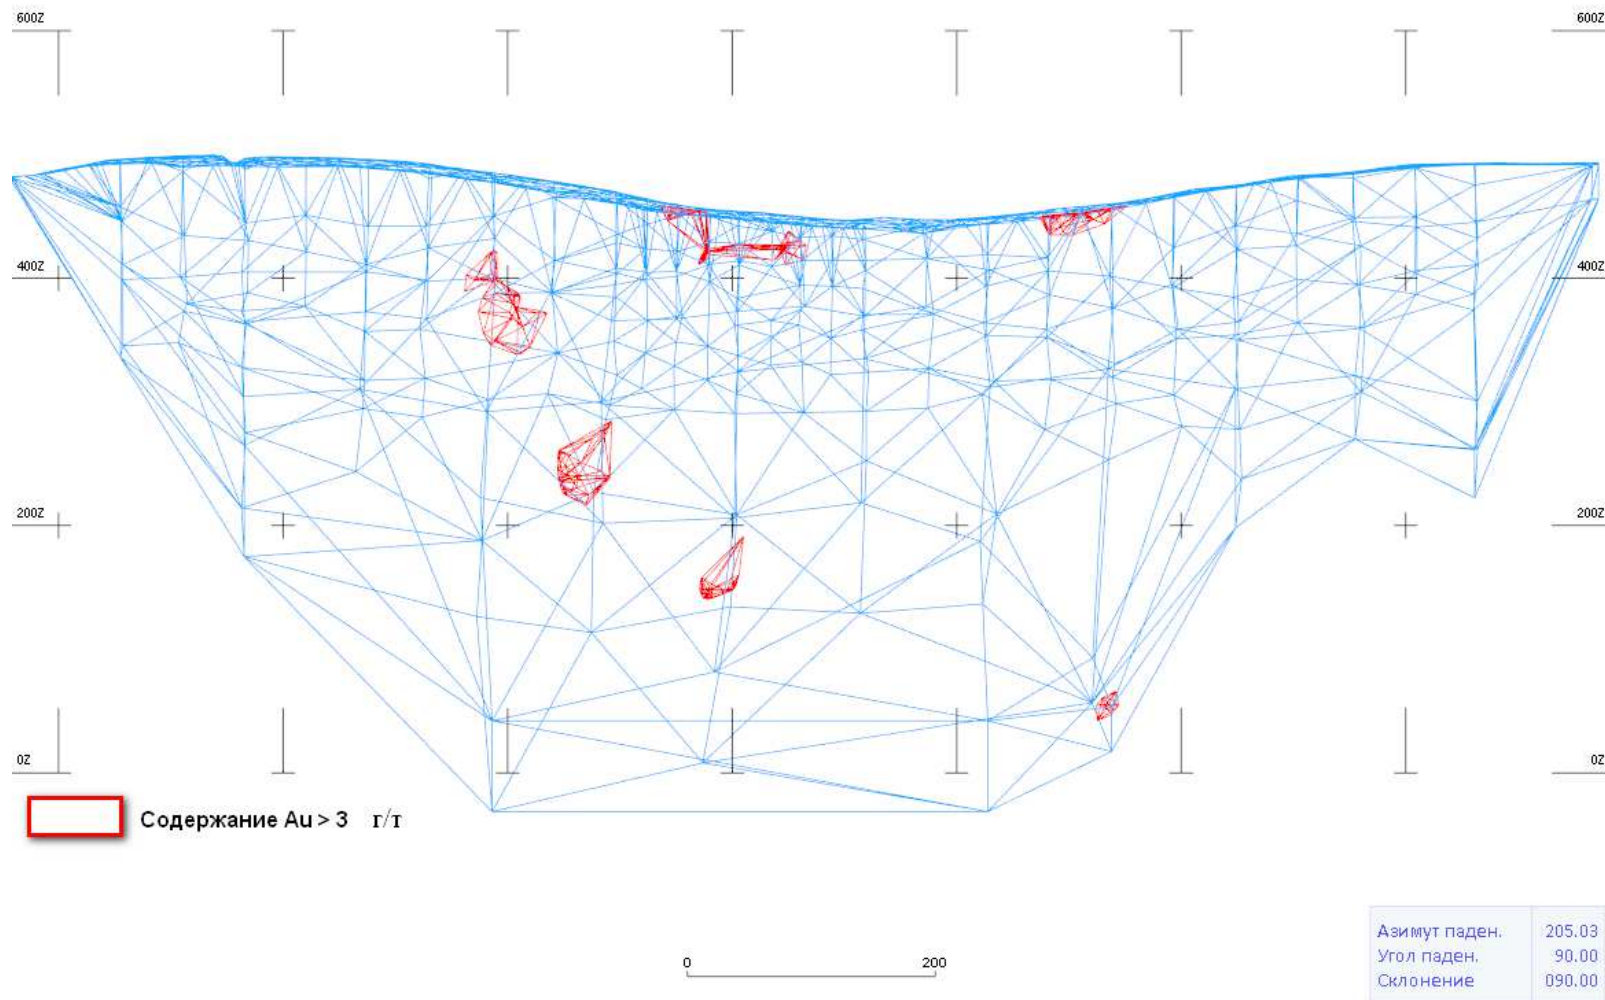 600Z 600Z
400Z 400Z
200Z 200Z
0Z 0Z
Содержание Au > 3 г/т
0 200
Азимут паден. 205.03
Угол паден. 90.00
Склонение 090.00